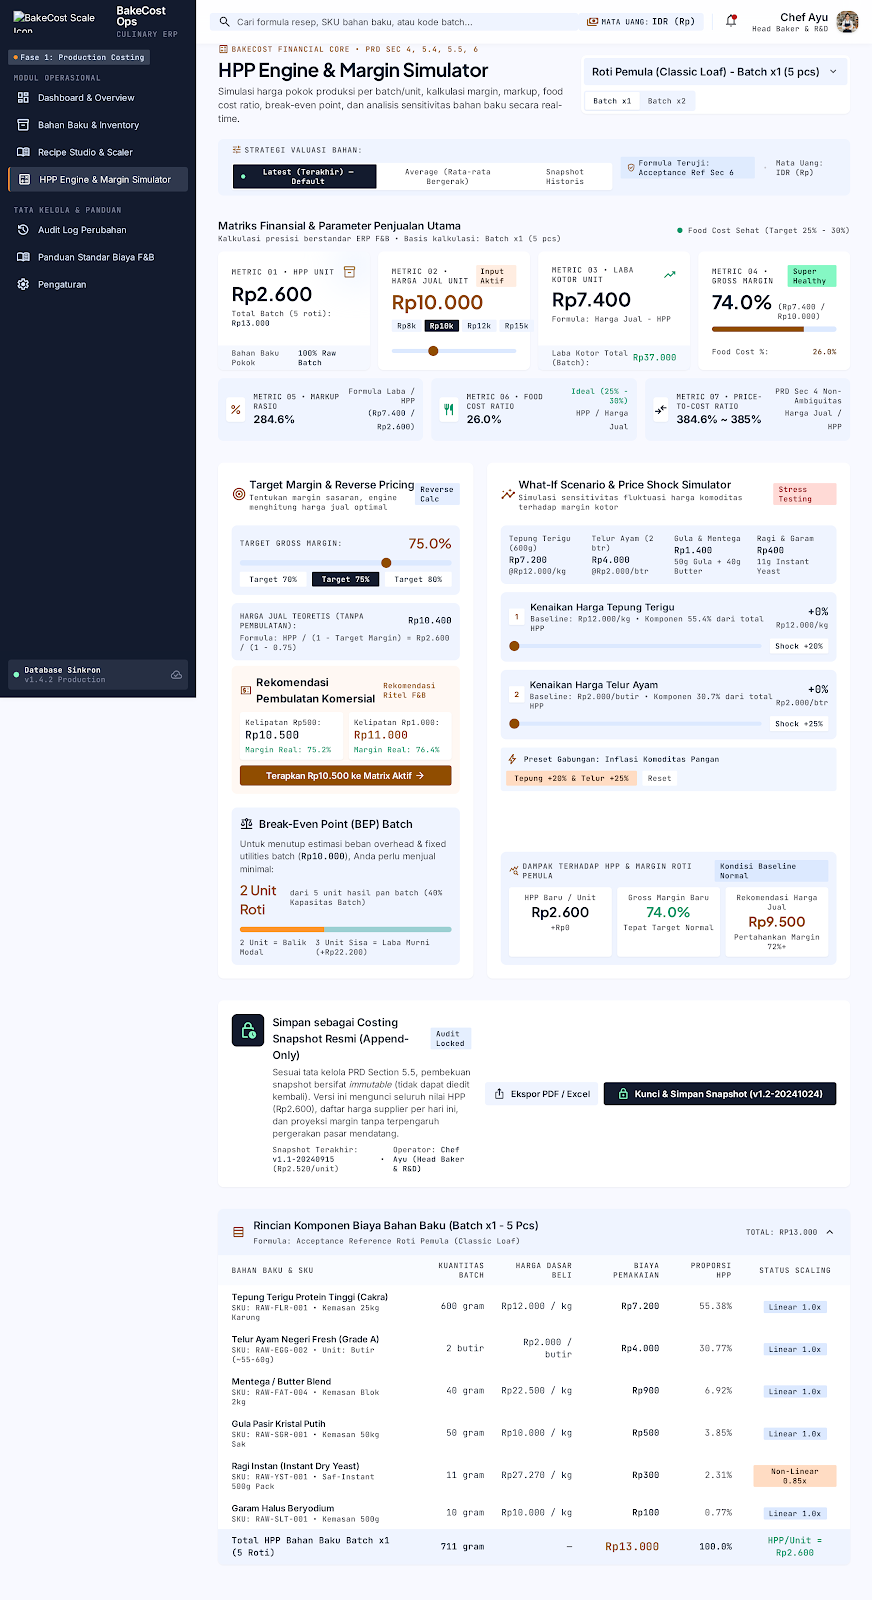 BakeCost Scale Icon
BakeCost Ops
CULINARY ERP
Fase 1: Production Costing
MODUL OPERASIONAL
Dashboard & Overview
Bahan Baku & Inventory
Recipe Studio & Scaler
HPP Engine & Margin Simulator
TATA KELOLA & PANDUAN
Audit Log Perubahan
Panduan Standar Biaya F&B
Pengaturan
Database Sinkron
v1.4.2 Production
Cari formula resep, SKU bahan baku, atau kode batch...
MATA UANG: IDR (Rp)
Chef Ayu
Head Baker & R&D
BAKECOST FINANCIAL CORE • PRD SEC 4, 5.4, 5.5, 6
HPP Engine & Margin Simulator
Simulasi harga pokok produksi per batch/unit, kalkulasi margin, markup, food
cost ratio, break-even point, dan analisis sensitivitas bahan baku secara real-
time.
Roti Pemula (Classic Loaf) - Batch x1 (5 pcs)
Batch x1
Batch x2
STRATEGI VALUASI BAHAN:
Latest (Terakhir) —
Default
Average (Rata-rata
Bergerak)
Snapshot
Historis
Formula Teruji:
Acceptance Ref Sec 6
·
Mata Uang:
IDR (Rp)
Matriks Finansial & Parameter Penjualan Utama
Kalkulasi presisi berstandar ERP F&B • Basis kalkulasi: Batch x1 (5 pcs)
Food Cost Sehat (Target 25% - 30%)
METRIC 01 • HPP UNIT
Rp2.600
Total Batch (5 roti):
Rp13.000
Bahan Baku
Pokok
100% Raw
Batch
METRIC 02 •
HARGA JUAL UNIT
Input
Aktif
Rp10.000
Rp8k
Rp10k
Rp12k
Rp15k
METRIC 03 • LABA
KOTOR UNIT
Rp7.400
Formula: Harga Jual - HPP
Laba Kotor Total
(Batch):
Rp37.000
METRIC 04 •
GROSS MARGIN
Super
Healthy
74.0%
(Rp7.400 /
Rp10.000)
Food Cost %:
26.0%
METRIC 05 • MARKUP
RASIO
284.6%
Formula Laba /
HPP
(Rp7.400 /
Rp2.600)
METRIC 06 • FOOD
COST RATIO
26.0%
Ideal (25% -
30%)
HPP / Harga
Jual
METRIC 07 • PRICE-
TO-COST RATIO
384.6% ~ 385%
PRD Sec 4 Non-
Ambiguitas
Harga Jual /
HPP
Target Margin & Reverse Pricing
Tentukan margin sasaran, engine
menghitung harga jual optimal
Reverse
Calc
TARGET GROSS MARGIN:
75.0%
Target 70%
Target 75%
Target 80%
HARGA JUAL TEORETIS (TANPA
PEMBULATAN):
Rp10.400
Formula: HPP / (1 - Target Margin) = Rp2.600
/ (1 - 0.75)
Rekomendasi
Pembulatan Komersial
Rekomendasi
Ritel F&B
Kelipatan Rp500:
Rp10.500
Margin Real: 75.2%
Kelipatan Rp1.000:
Rp11.000
Margin Real: 76.4%
Terapkan Rp10.500 ke Matrix Aktif →
Break-Even Point (BEP) Batch
Untuk menutup estimasi beban overhead & fixed
utilities batch (Rp10.000), Anda perlu menjual
minimal:
2 Unit
Roti
dari 5 unit hasil pan batch (40%
Kapasitas Batch)
2 Unit = Balik
Modal
3 Unit Sisa = Laba Murni
(+Rp22.200)
What-If Scenario & Price Shock Simulator
Simulasi sensitivitas fluktuasi harga komoditas
terhadap margin kotor
Stress
Testing
Tepung Terigu
(600g)
Rp7.200
@Rp12.000/kg
Telur Ayam (2
btr)
Rp4.000
@Rp2.000/btr
Gula & Mentega
Rp1.400
50g Gula + 40g
Butter
Ragi & Garam
Rp400
11g Instant
Yeast
1
Kenaikan Harga Tepung Terigu
Baseline: Rp12.000/kg • Komponen 55.4% dari total
HPP
+0%
Rp12.000/kg
Shock +20%
2
Kenaikan Harga Telur Ayam
Baseline: Rp2.000/butir • Komponen 30.7% dari total
HPP
+0%
Rp2.000/btr
Shock +25%
Preset Gabungan: Inflasi Komoditas Pangan
Tepung +20% & Telur +25%
Reset
DAMPAK TERHADAP HPP & MARGIN ROTI
PEMULA
Kondisi Baseline
Normal
HPP Baru / Unit
Rp2.600
+Rp0
Gross Margin Baru
74.0%
Tepat Target Normal
Rekomendasi Harga
Jual
Rp9.500
Pertahankan Margin
72%+
Simpan sebagai Costing
Snapshot Resmi (Append-
Only)
Audit
Locked
Sesuai tata kelola PRD Section 5.5, pembekuan
snapshot bersifat immutable (tidak dapat diedit
kembali). Versi ini mengunci seluruh nilai HPP
(Rp2.600), daftar harga supplier per hari ini,
dan proyeksi margin tanpa terpengaruh
pergerakan pasar mendatang.
Snapshot Terakhir:
v1.1-20240915
(Rp2.520/unit)
•
Operator: Chef
Ayu (Head Baker
& R&D)
Ekspor PDF / Excel
Kunci & Simpan Snapshot (v1.2-20241024)
Rincian Komponen Biaya Bahan Baku (Batch x1 - 5 Pcs)
Formula: Acceptance Reference Roti Pemula (Classic Loaf)
TOTAL: RP13.000
BAHAN BAKU & SKU
KUANTITAS
BATCH
HARGA DASAR
BELI
BIAYA
PEMAKAIAN
PROPORSI
HPP
STATUS SCALING
Tepung Terigu Protein Tinggi (Cakra)
SKU: RAW-FLR-001 • Kemasan 25kg
Karung
600 gram
Rp12.000 / kg
Rp7.200
55.38%
Linear 1.0x
Telur Ayam Negeri Fresh (Grade A)
SKU: RAW-EGG-002 • Unit: Butir
(~55-60g)
2 butir
Rp2.000 /
butir
Rp4.000
30.77%
Linear 1.0x
Mentega / Butter Blend
SKU: RAW-FAT-004 • Kemasan Blok
2kg
40 gram
Rp22.500 / kg
Rp900
6.92%
Linear 1.0x
Gula Pasir Kristal Putih
SKU: RAW-SGR-001 • Kemasan 50kg
Sak
50 gram
Rp10.000 / kg
Rp500
3.85%
Linear 1.0x
Ragi Instan (Instant Dry Yeast)
SKU: RAW-YST-001 • Saf-Instant
500g Pack
11 gram
Rp27.270 / kg
Rp300
2.31%
Non-Linear
0.85x
Garam Halus Beryodium
SKU: RAW-SLT-001 • Kemasan 500g
10 gram
Rp10.000 / kg
Rp100
0.77%
Linear 1.0x
Total HPP Bahan Baku Batch x1
(5 Roti)
711 gram
—
Rp13.000
100.0%
HPP/Unit =
Rp2.600